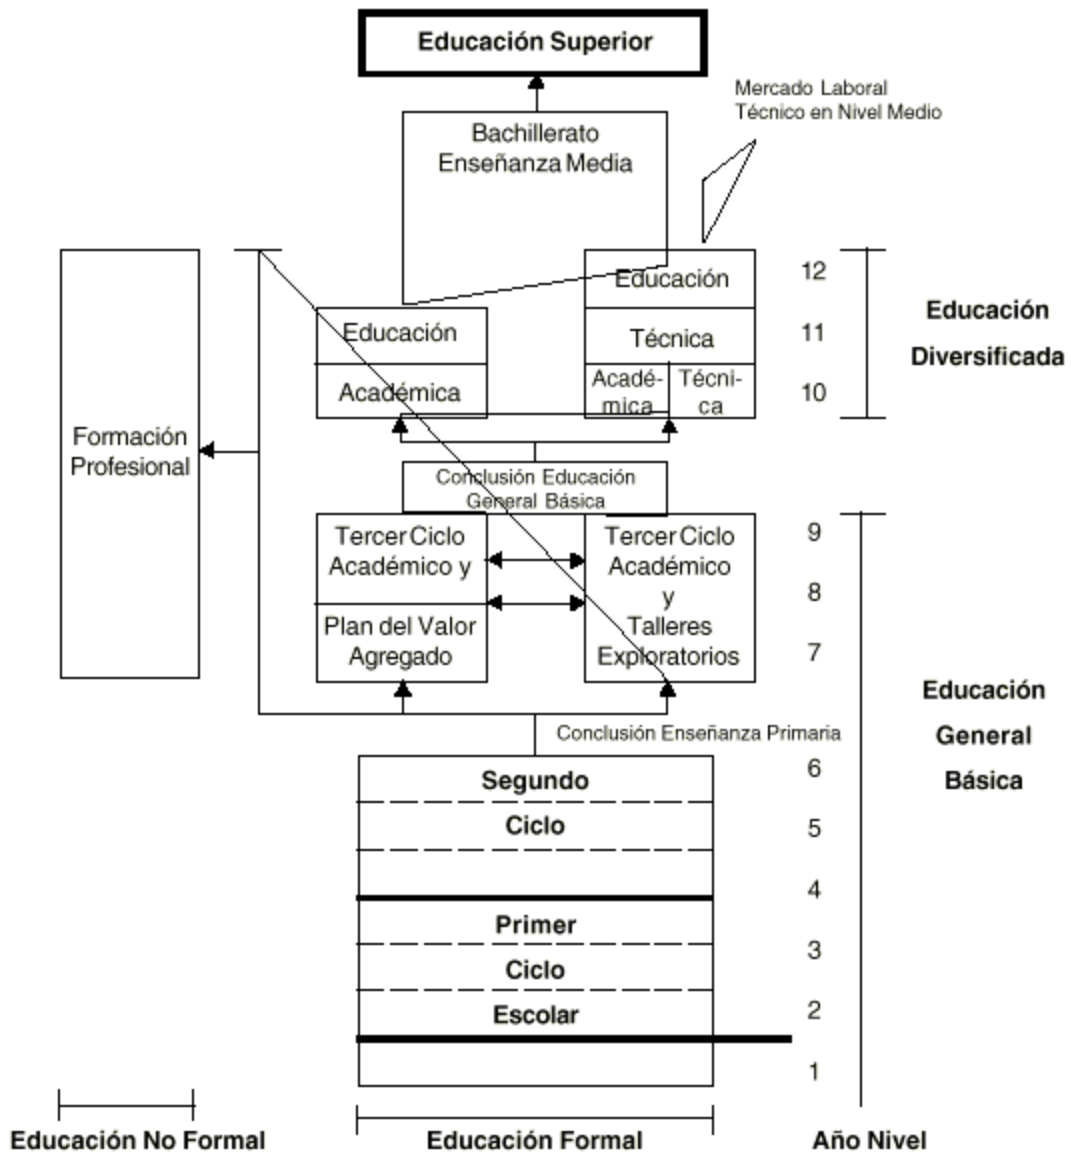 Educación Superior
Mercado Laboral
Técnico en Nivel Medio
Bachillerato
Enseñanza Media
Educación
12
Educación
Técnica
11
Educación
Diversificada
Académica
Acadé-
mica
Técni-
ca
10
Formación
Profesional
Conclusión Educación
General Básica
Tercer Ciclo
Académico y
Plan del Valor
Agregado
Tercer Ciclo
Académico
y
Talleres
Exploratorios
9
8
7
Educación
General
Básica
Conclusión Enseñanza Primaria
Segundo
Ciclo
6
5
4
Primer
Ciclo
Escolar
3
2
1
Educación No Formal
Educación Formal
Año Nivel